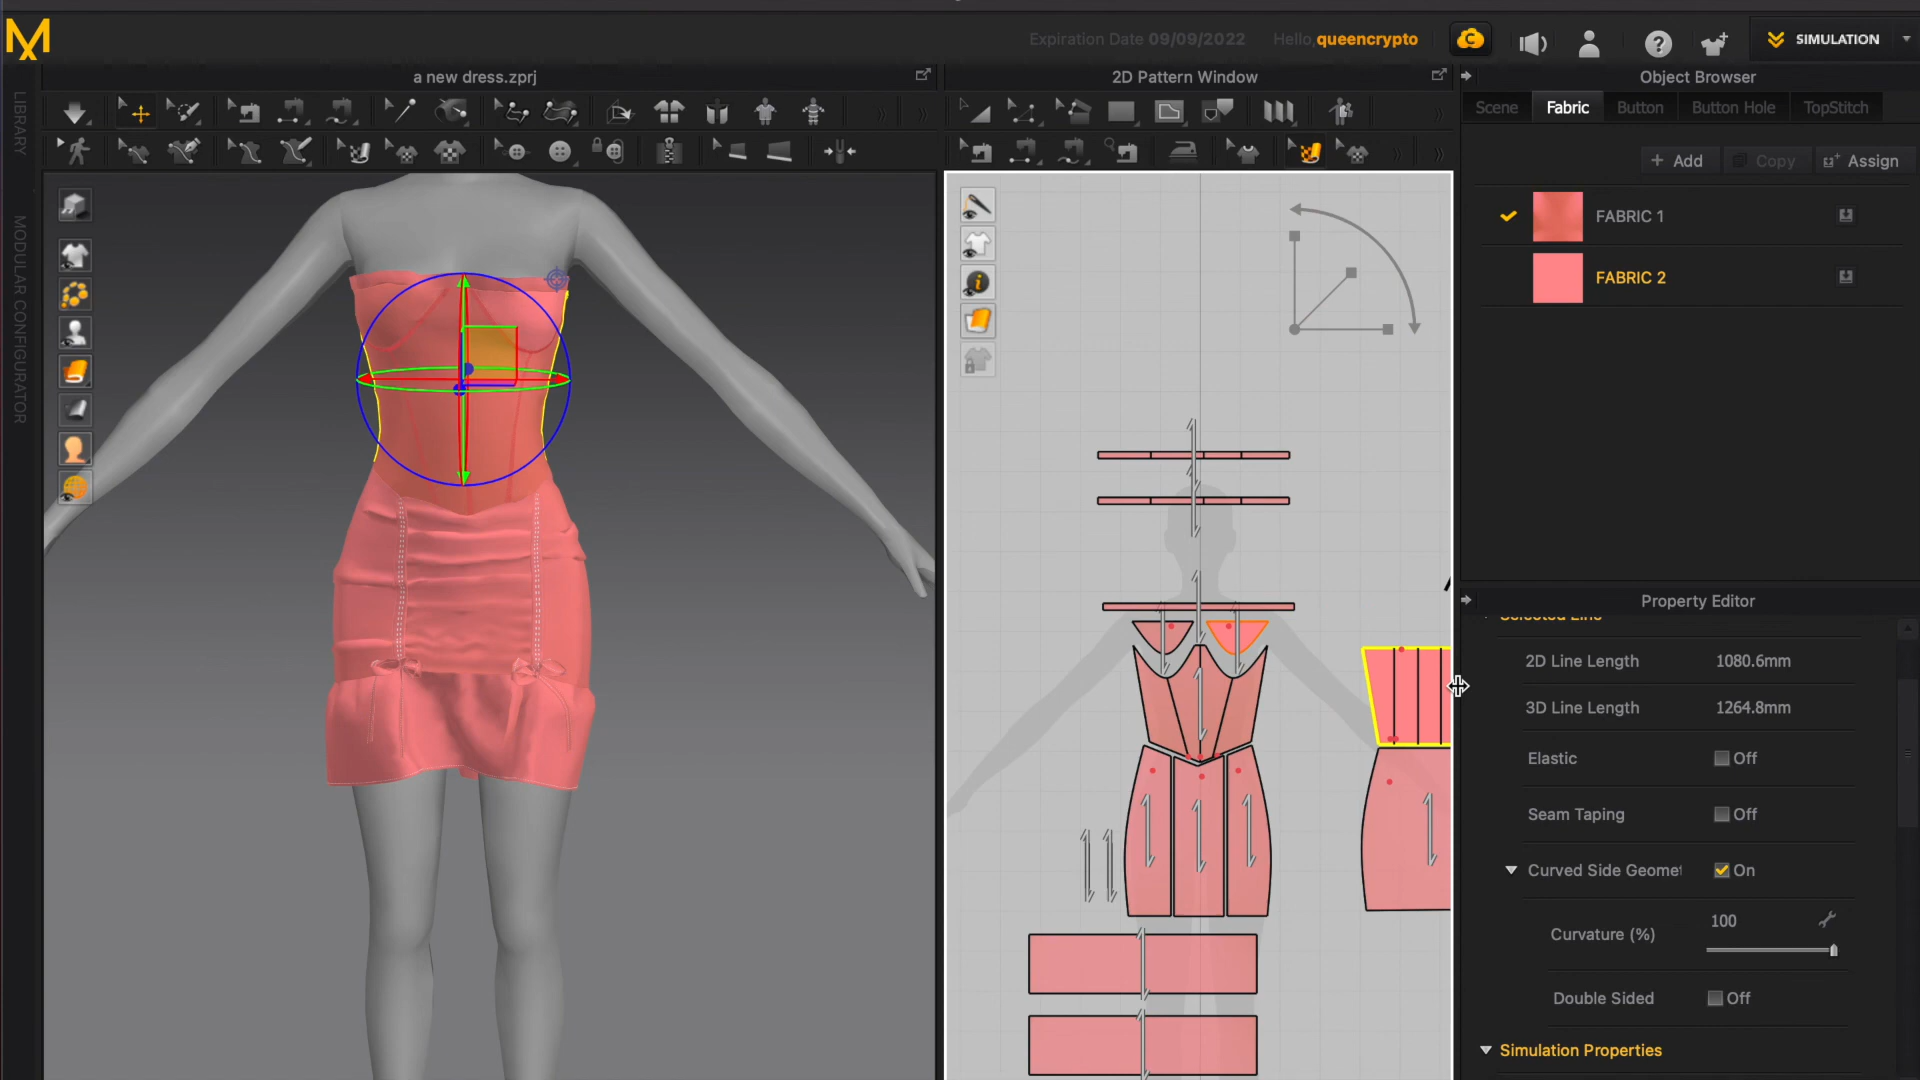 Expiration Date 09/09/2022
Hello, queencrypto
SIMULATION
a new dress.zprj
2D Pattern Window
Object Browser
LIBRARY
MODULAR CONFIGURATOR
Scene
Fabric
Button
Button Hole
TopStitch
+ Add
Copy
Assign
FABRIC 1
FABRIC 2
Property Editor
Selected Line
2D Line Length
1080.6mm
3D Line Length
1264.8mm
Elastic
Off
Seam Taping
Off
Curved Side Geomet
On
Curvature (%)
100
Double Sided
Off
Simulation Properties